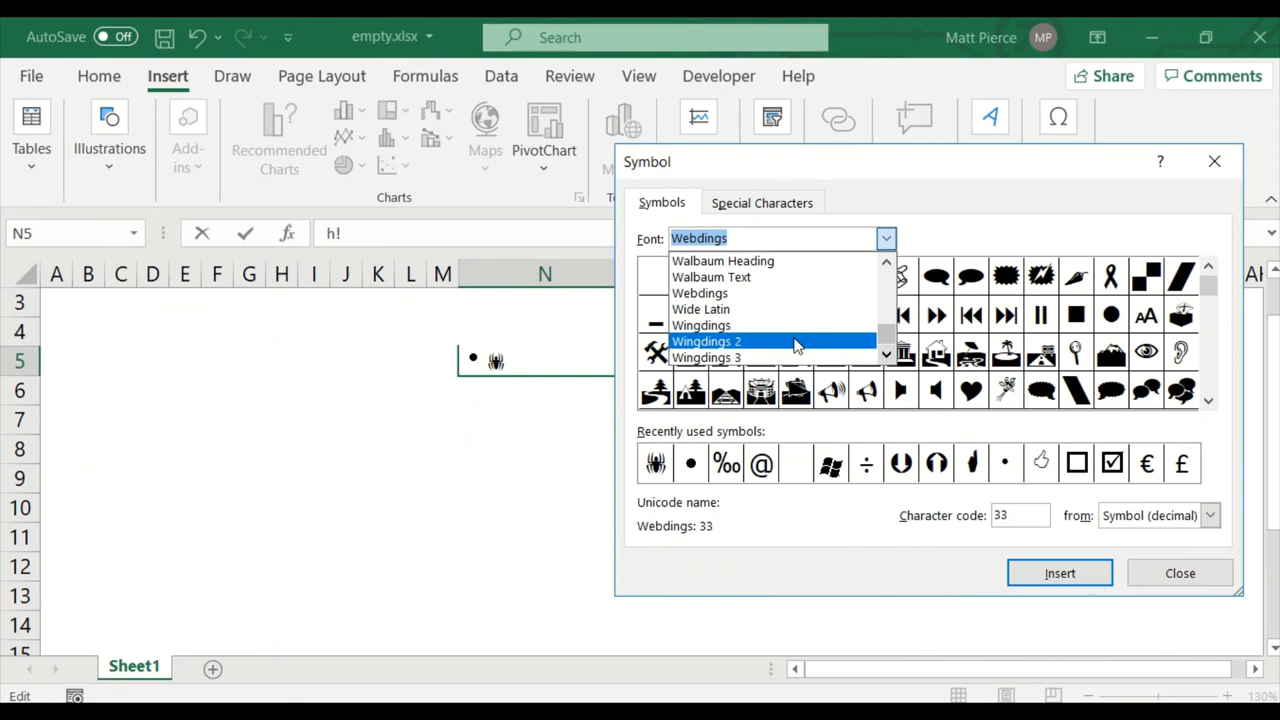 AutoSave Off empty.xlsx Search Matt Pierce MP
File Home Insert Draw Page Layout Formulas Data Review View Developer Help Share Comments
Tables Illustrations Add-ins Recommended Charts Maps PivotChart
Charts
N5 fx h!
A B C D E F G H I J K L M N
3
4
5
6
7
8
9
10
11
12
13
14
15
Symbol ?
Symbols Special Characters
Font: Webdings
Walbaum Heading
Walbaum Text
Webdings
Wide Latin
Wingdings
Wingdings 2
Wingdings 3
Recently used symbols:
‰ @ ÷ € £
Unicode name:
Webdings: 33
Character code: 33 from: Symbol (decimal)
Insert Close
Sheet1
Edit 130%